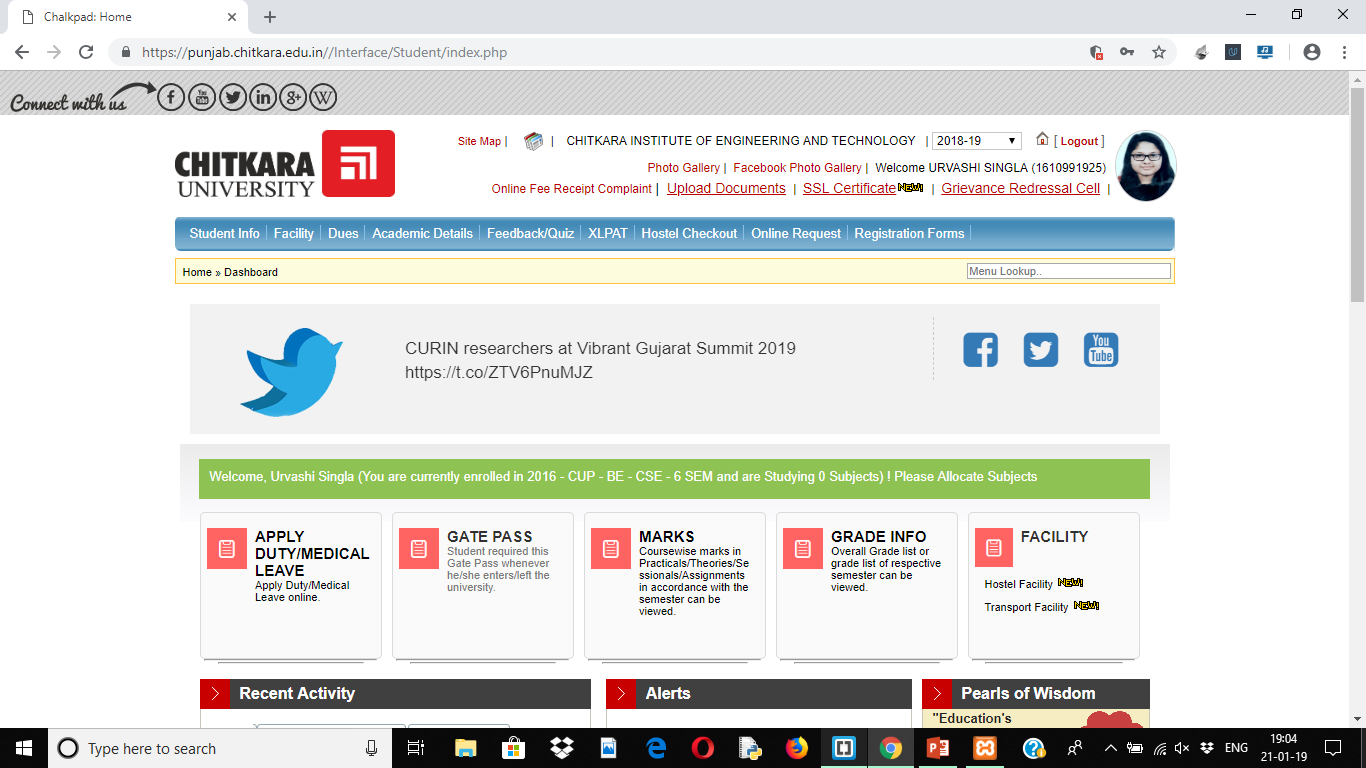 Chalkpad: Home
https://punjab.chitkara.edu.in//Interface/Student/index.php
Connect with us
f You Tube in g+ W
CHITKARA
UNIVERSITY
Site Map | | CHITKARA INSTITUTE OF ENGINEERING AND TECHNOLOGY | 2018-19 [ Logout ]
Photo Gallery | Facebook Photo Gallery | Welcome URVASHI SINGLA (1610991925)
Online Fee Receipt Complaint | Upload Documents | SSL Certificate NEW! | Grievance Redressal Cell |
Student Info Facility Dues Academic Details Feedback/Quiz XLPAT Hostel Checkout Online Request Registration Forms
Home » Dashboard
Menu Lookup..
CURIN researchers at Vibrant Gujarat Summit 2019
https://t.co/ZTV6PnuMJZ
f You Tube
Welcome, Urvashi Singla (You are currently enrolled in 2016 - CUP - BE - CSE - 6 SEM and are Studying 0 Subjects) ! Please Allocate Subjects
APPLY
DUTY/MEDICAL
LEAVE
Apply Duty/Medical
Leave online.
GATE PASS
Student required this
Gate Pass whenever
he/she enters/left the
university.
MARKS
Coursewise marks in
Practicals/Theories/Se
ssionals/Assignments
in accordance with the
semester can be
viewed.
GRADE INFO
Overall Grade list or
grade list of respective
semester can be
viewed.
FACILITY
Hostel Facility NEW!
Transport Facility NEW!
Recent Activity
Alerts
Pearls of Wisdom
"Education's
Type here to search
ENG
19:04
21-01-19